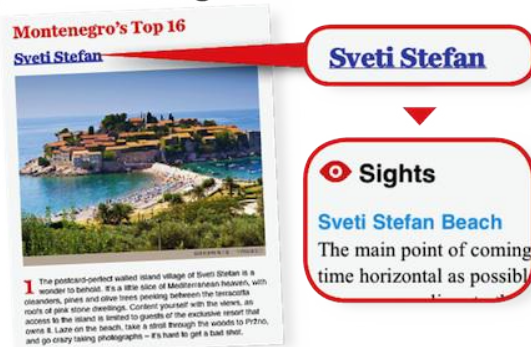 Montenegro's Top 16
Sveti Stefan
1 The postcard-perfect walled island village of Sveti Stefan is a
wonder to behold. It's a little slice of Mediterranean heaven, with
oleanders, pines and olive trees peeking between the terracotta
roofs of pink stone dwellings. Content yourself with the views, as
access to the island is limited to guests of the exclusive resort that
owns it. Laze on the beach, take a stroll through the woods to Pržno,
and go crazy taking photographs – it's hard to get a bad shot.
Sveti Stefan
Sights
Sveti Stefan Beach
The main point of coming
time horizontal as possibl